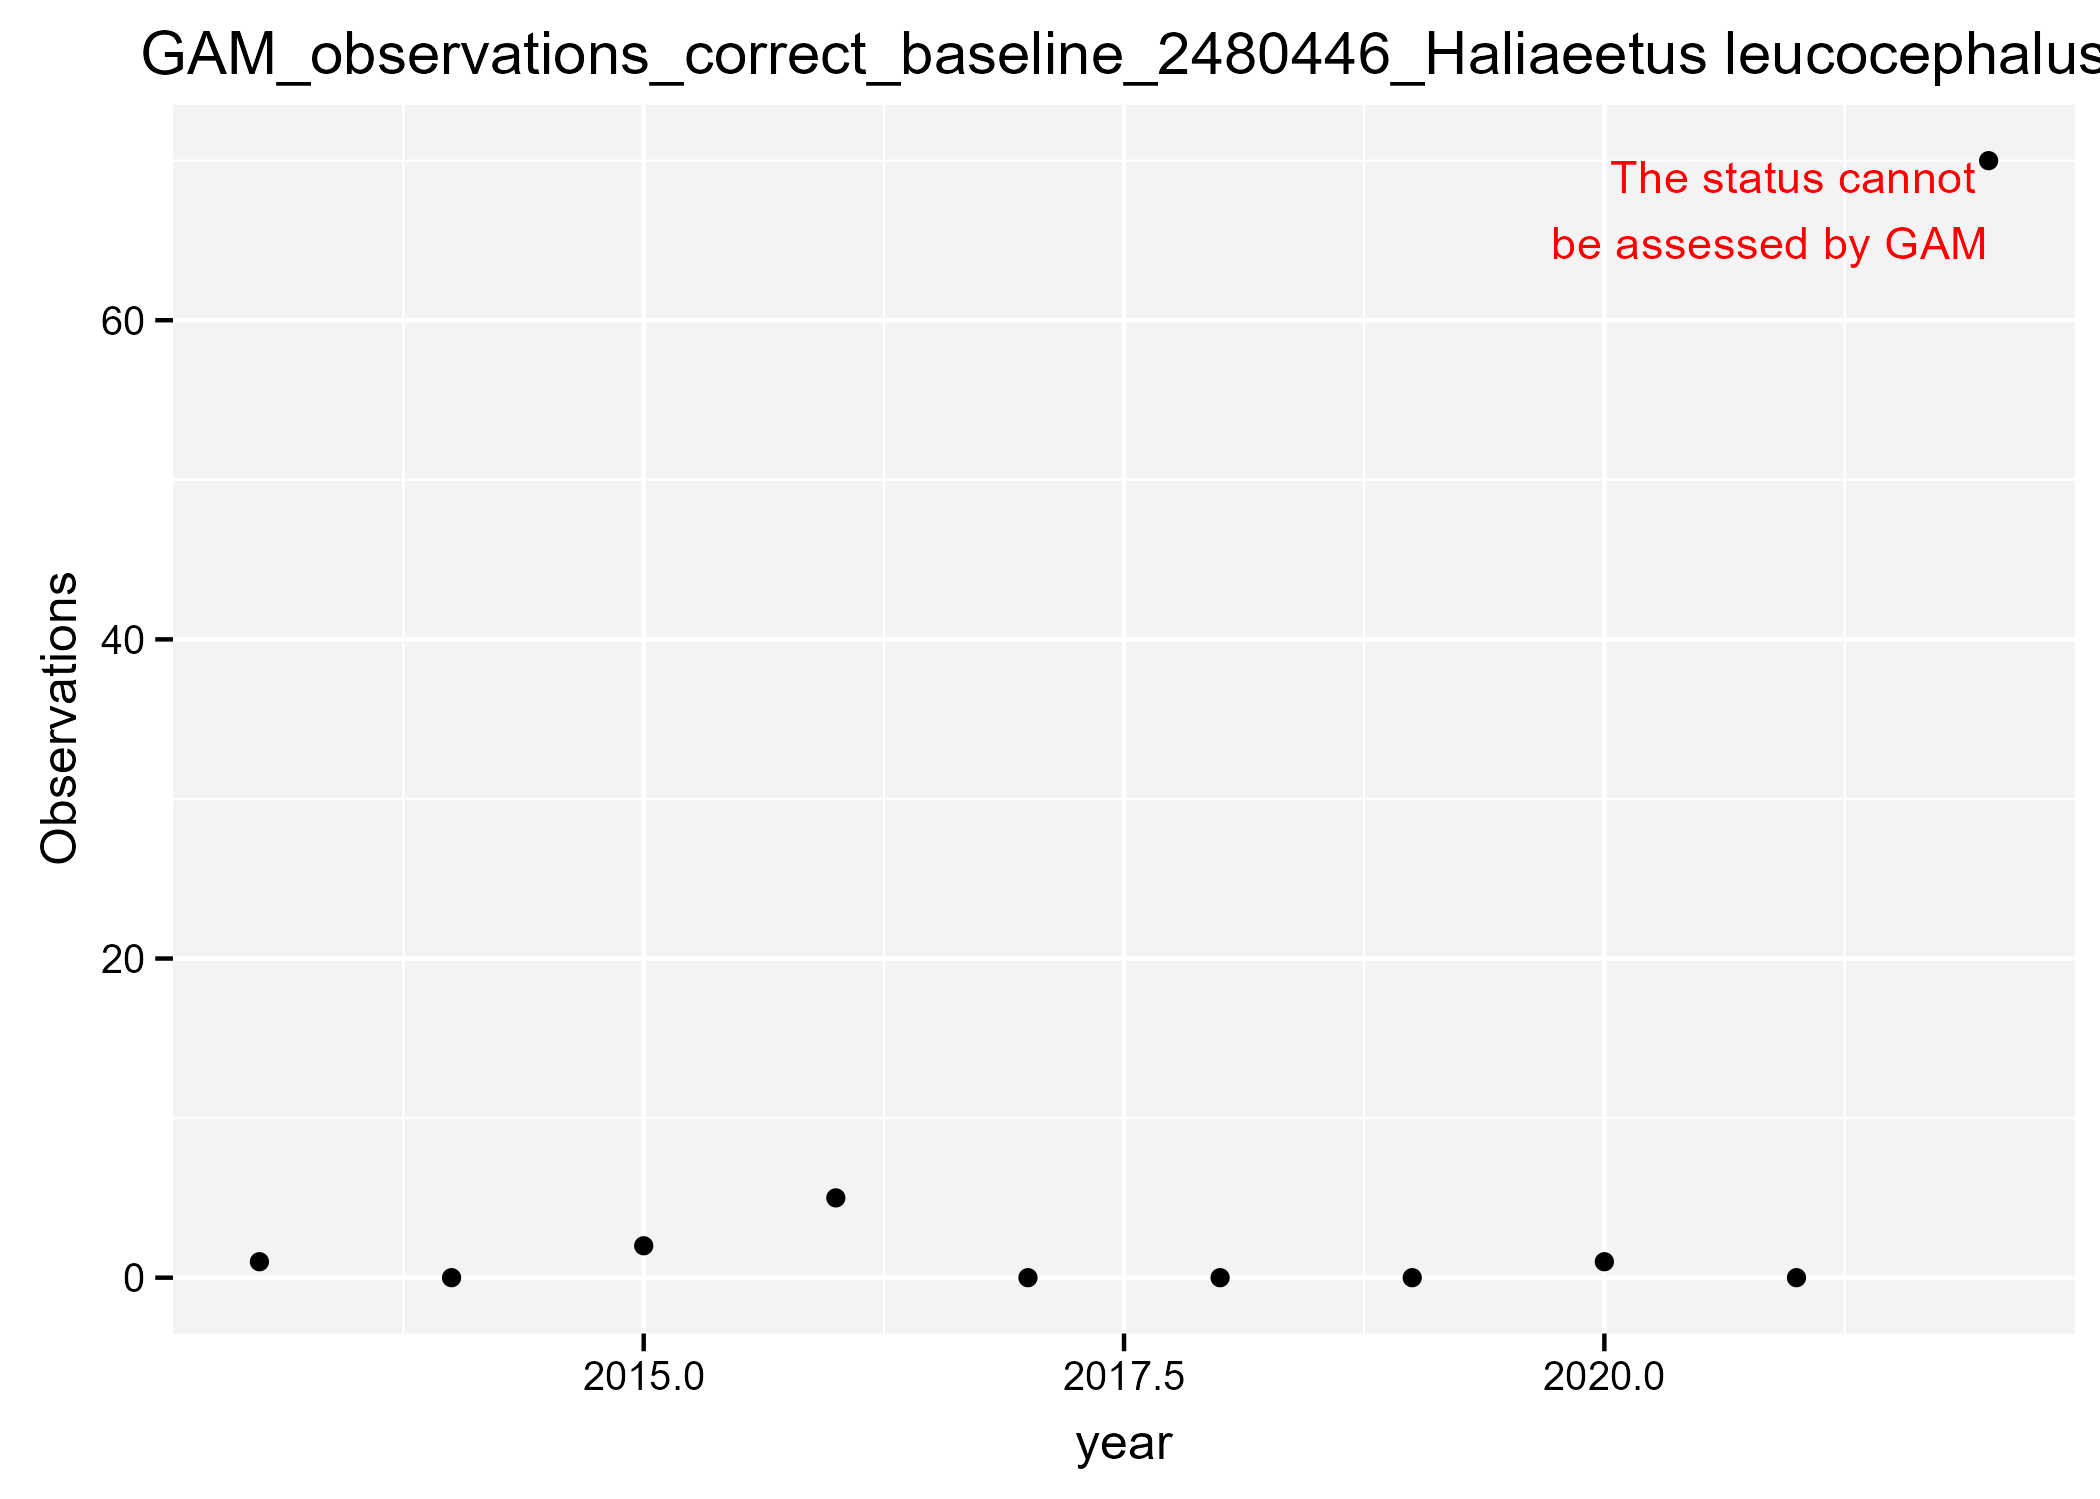 GAM_observations_correct_baseline_2480446_Haliaeetus leucocephalus
The status cannot
be assessed by GAM
60
40
20
0
Observations
2015.0 2017.5 2020.0
year